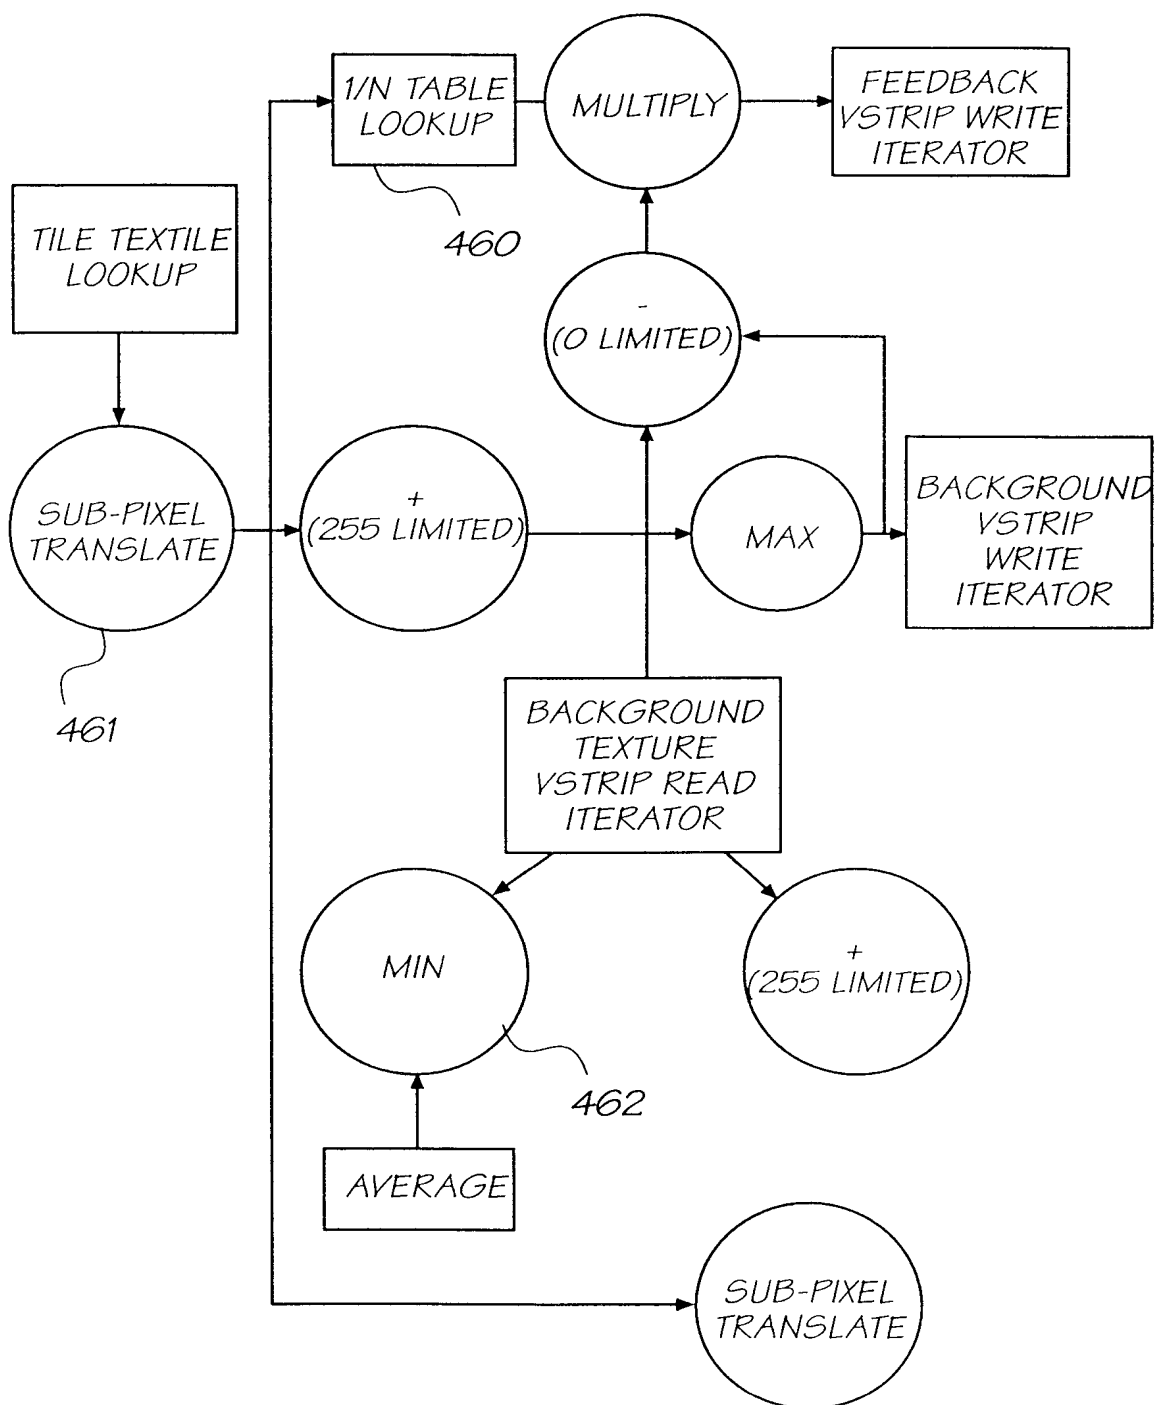 1/N TABLE
LOOKUP
MULTIPLY
FEEDBACK
VSTRIP WRITE
ITERATOR
460
TILE TEXTILE
LOOKUP
-
(0 LIMITED)
SUB-PIXEL
TRANSLATE
+
(255 LIMITED)
MAX
BACKGROUND
VSTRIP
WRITE
ITERATOR
461
BACKGROUND
TEXTURE
VSTRIP READ
ITERATOR
MIN
+
(255 LIMITED)
462
AVERAGE
SUB-PIXEL
TRANSLATE